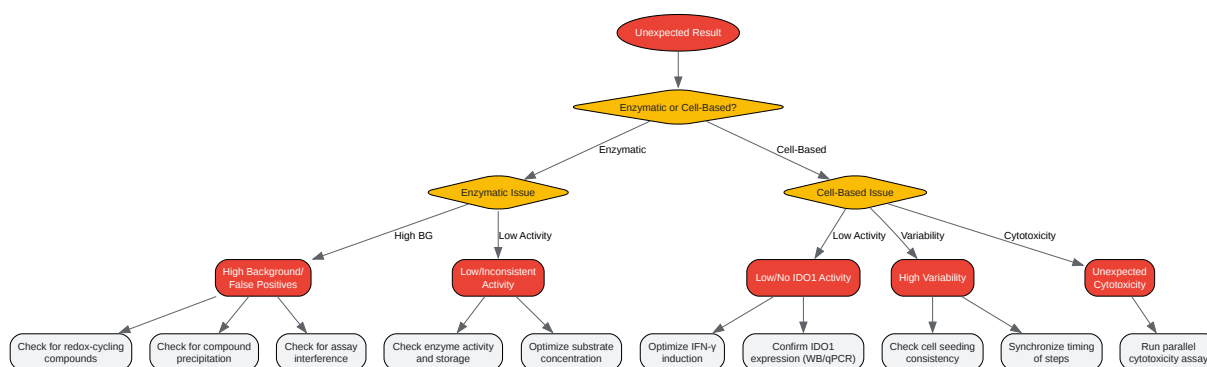 Unexpected Result
Enzymatic or Cell-Based?
Enzymatic
Cell-Based
Enzymatic Issue
Cell-Based Issue
High BG
Low Activity
Low Activity
Variability
Cytotoxicity
High Background/
False Positives
Low/Inconsistent
Activity
Low/No IDO1 Activity
High Variability
Unexpected
Cytotoxicity
Check for redox-cycling
compounds
Check for compound
precipitation
Check for assay
interference
Check enzyme activity
and storage
Optimize substrate
concentration
Optimize IFN-γ
induction
Confirm IDO1
expression (WB/qPCR)
Check cell seeding
consistency
Synchronize timing
of steps
Run parallel
cytotoxicity assay